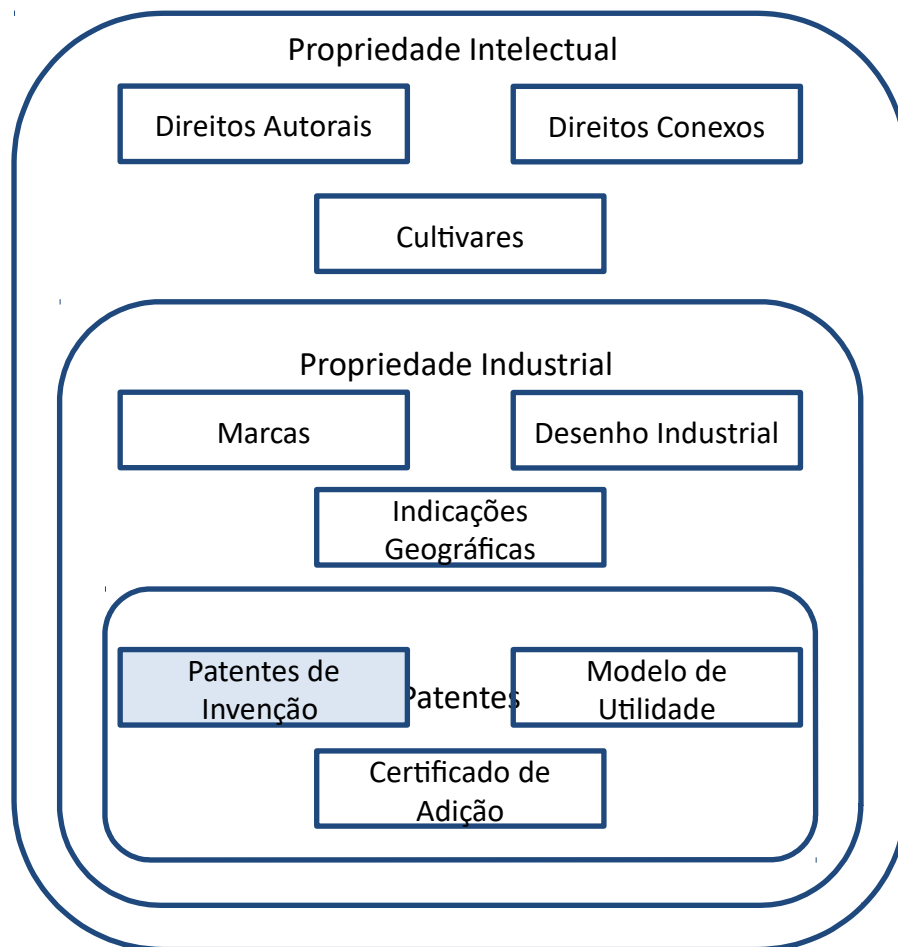 Propriedade Intelectual
Direitos Autorais
Direitos Conexos
Cultivares
Propriedade Industrial
Marcas
Desenho Industrial
Indicações
Geográficas
Patentes de
Invenção
Patentes
Modelo de
Utilidade
Certificado de
Adição